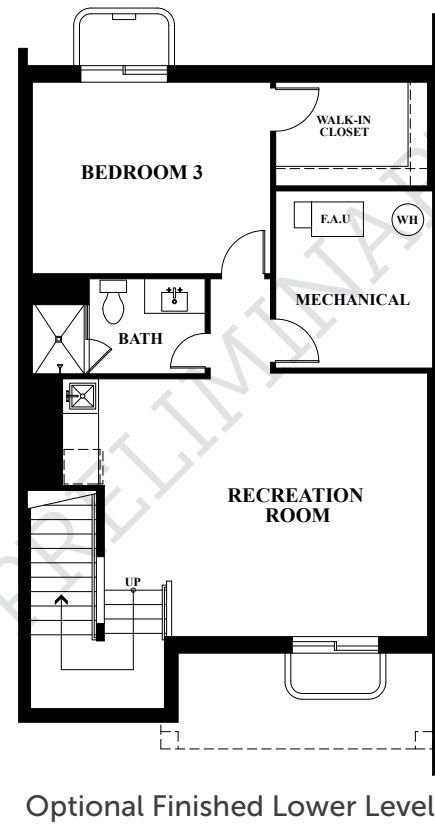 WALK-IN
CLOSET
BEDROOM 3
F.A.U
WH
MECHANICAL
BATH
RECREATION
ROOM
UP
PRELIMINARY
Optional Finished Lower Level